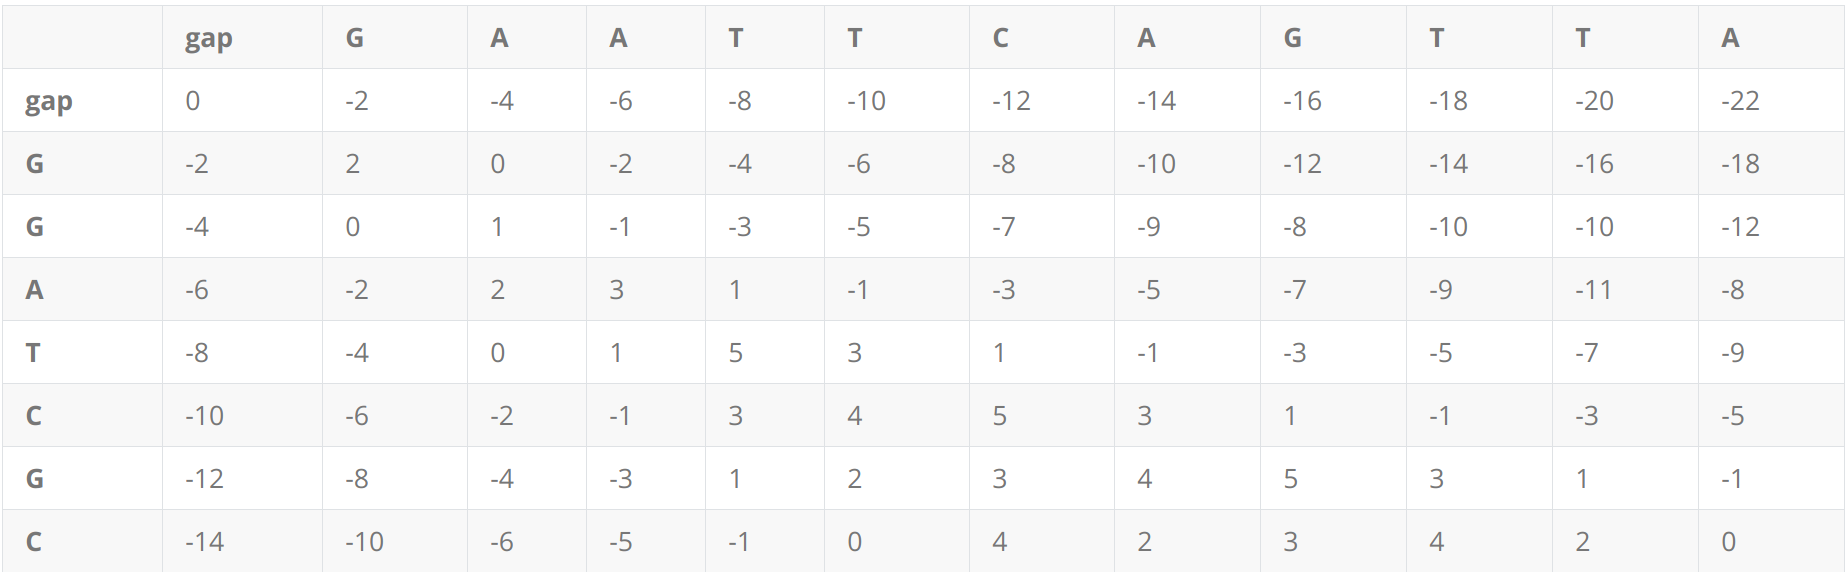 gap G A A T T C A G T T A
gap 0 -2 -4 -6 -8 -10 -12 -14 -16 -18 -20 -22
G -2 2 0 -2 -4 -6 -8 -10 -12 -14 -16 -18
G -4 0 1 -1 -3 -5 -7 -9 -8 -10 -10 -12
A -6 -2 2 3 1 -1 -3 -5 -7 -9 -11 -8
T -8 -4 0 1 5 3 1 -1 -3 -5 -7 -9
C -10 -6 -2 -1 3 4 5 3 1 -1 -3 -5
G -12 -8 -4 -3 1 2 3 4 5 3 1 -1
C -14 -10 -6 -5 -1 0 4 2 3 4 2 0